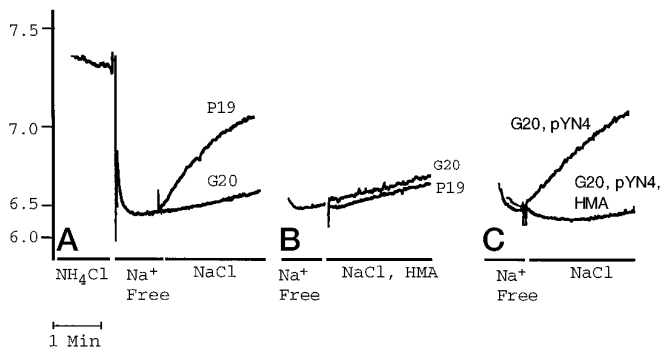 7.5
7.0
6.5
6.0
A
P19
G20
NH₄Cl
Na⁺
Free
NaCl
1 Min
B
G20
P19
Na⁺
Free
NaCl, HMA
C
G20, pYN4
G20, pYN4,
HMA
Na⁺
Free
NaCl